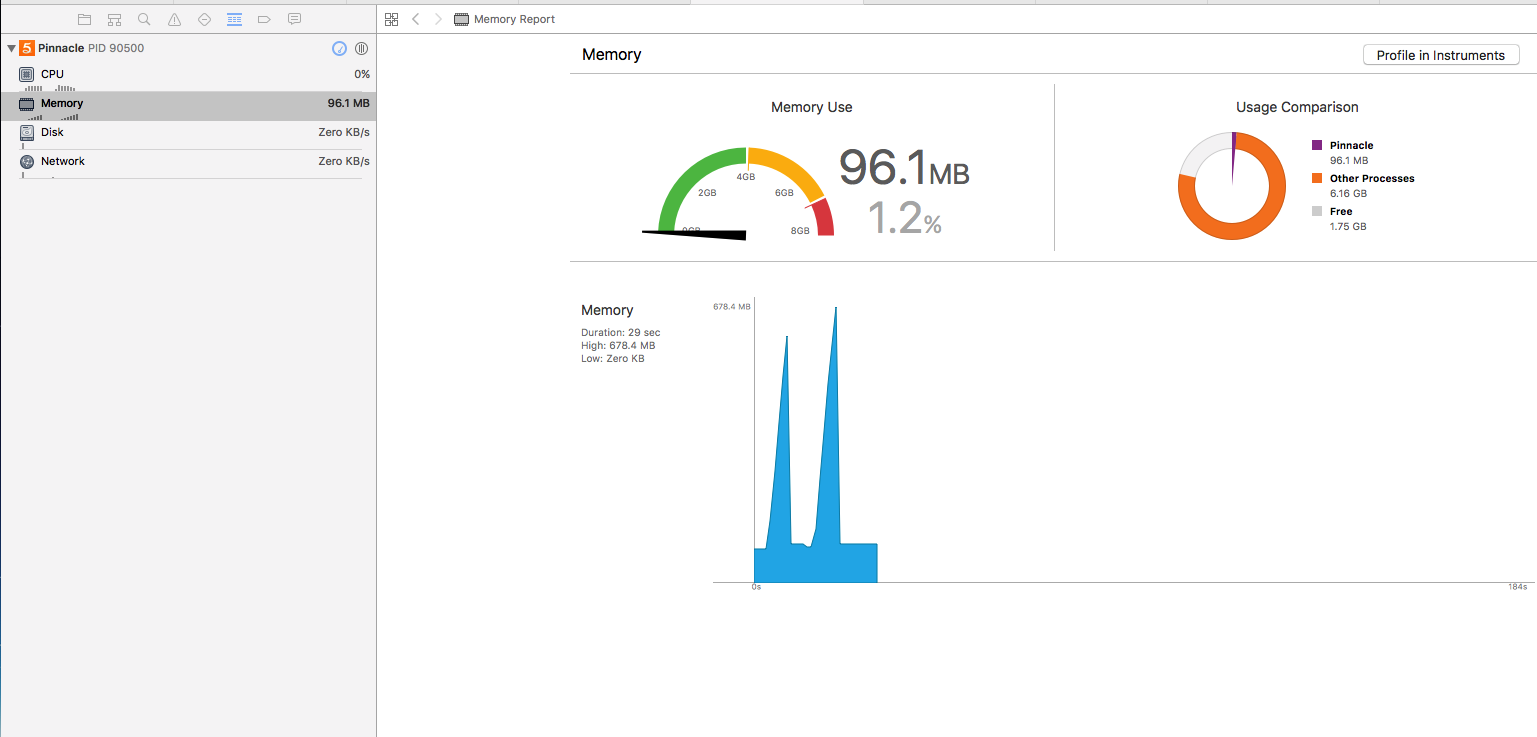 Memory Report
Pinnacle PID 90500
CPU 0%
Memory 96.1 MB
Disk Zero KB/s
Network Zero KB/s
Memory
Profile in Instruments
Memory Use
0GB
2GB
4GB
6GB
8GB
96.1MB
1.2%
Usage Comparison
Pinnacle
96.1 MB
Other Processes
6.16 GB
Free
1.75 GB
Memory
Duration: 29 sec
High: 678.4 MB
Low: Zero KB
678.4 MB
0s
184s